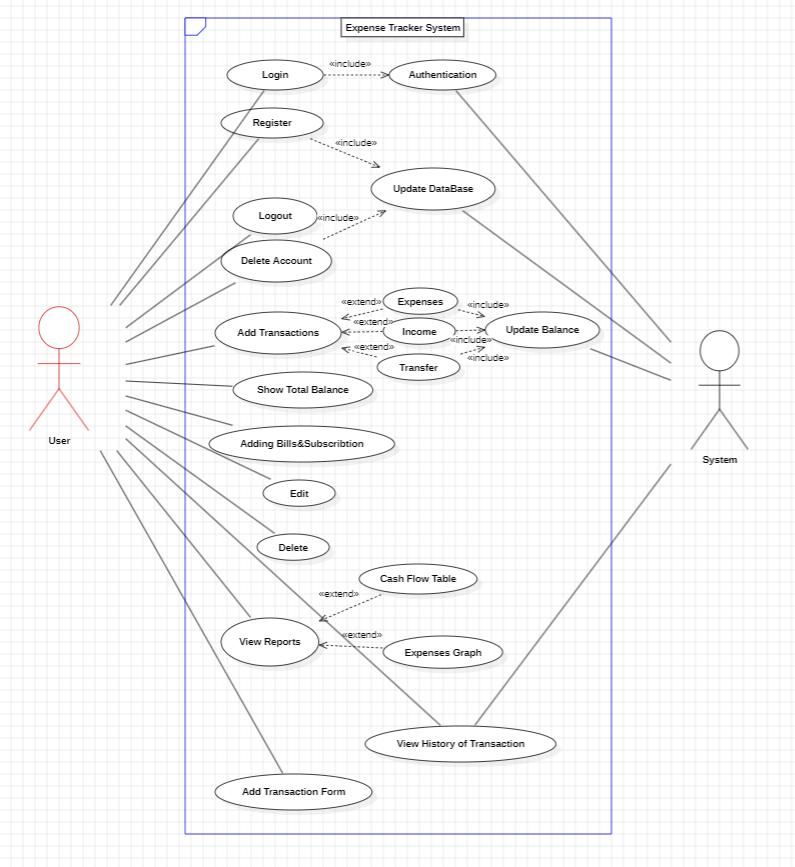 Expense Tracker System
Login
«include»
Authentication
Register
«include»
Update DataBase
Logout
«include»
Delete Account
«extend»
Expenses
«include»
Add Transactions
«extend»
Income
«include»
Update Balance
«extend»
Transfer
«include»
Show Total Balance
User
Adding Bills&Subscribtion
System
Edit
Delete
Cash Flow Table
«extend»
View Reports
«extend»
Expenses Graph
View History of Transaction
Add Transaction Form